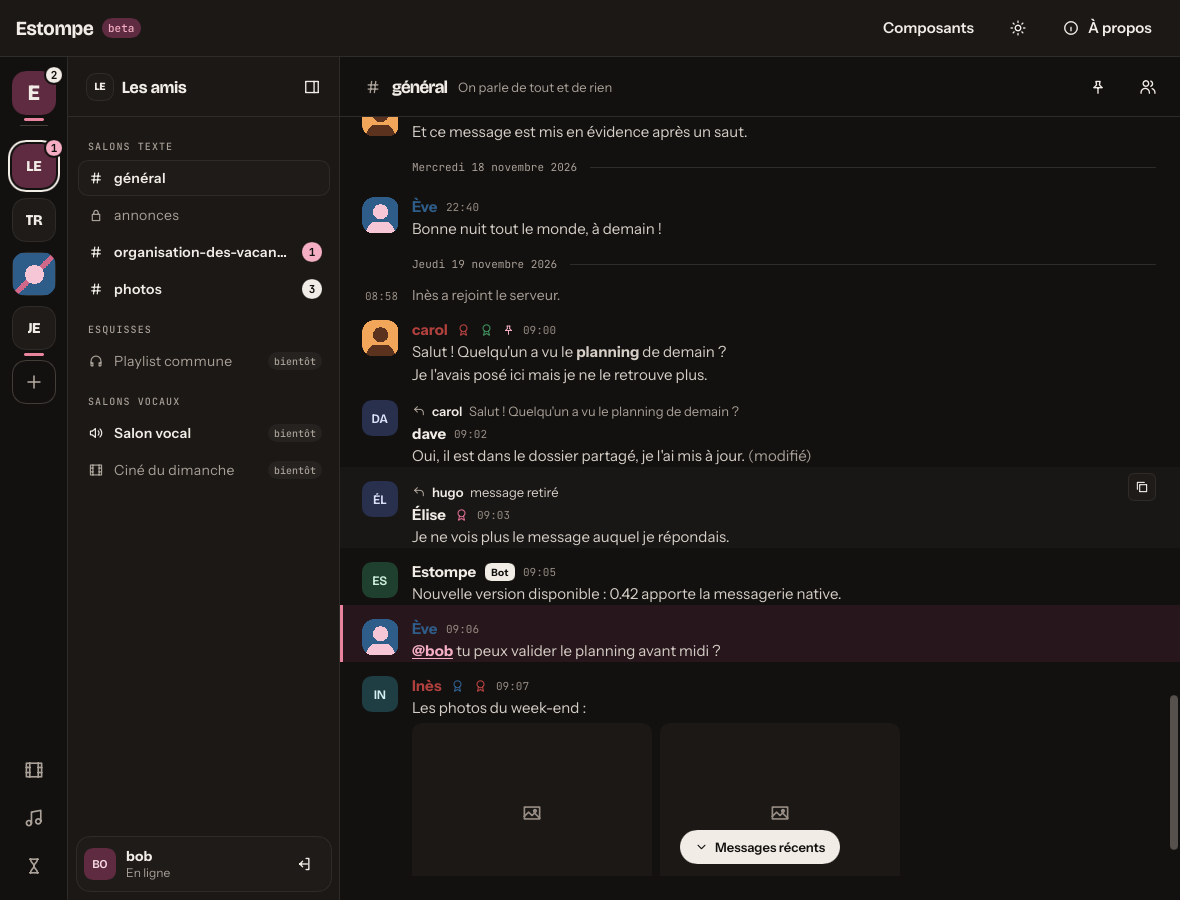 Estompe beta
Composants
À propos
E 2
LE 1
TR
JE
LE Les amis
SALONS TEXTE
# général
annonces
# organisation-des-vacan… 1
# photos 3
ESQUISSES
Playlist commune bientôt
SALONS VOCAUX
Salon vocal bientôt
Ciné du dimanche bientôt
BO bob
En ligne
# général On parle de tout et de rien
Et ce message est mis en évidence après un saut.
Mercredi 18 novembre 2026
Ève 22:40
Bonne nuit tout le monde, à demain !
Jeudi 19 novembre 2026
08:58 Inès a rejoint le serveur.
carol 09:00
Salut ! Quelqu'un a vu le planning de demain ?
Je l'avais posé ici mais je ne le retrouve plus.
DA carol Salut ! Quelqu'un a vu le planning de demain ?
dave 09:02
Oui, il est dans le dossier partagé, je l'ai mis à jour. (modifié)
ÉL hugo message retiré
Élise 09:03
Je ne vois plus le message auquel je répondais.
ES Estompe Bot 09:05
Nouvelle version disponible : 0.42 apporte la messagerie native.
Ève 09:06
@bob tu peux valider le planning avant midi ?
IN Inès 09:07
Les photos du week-end :
Messages récents